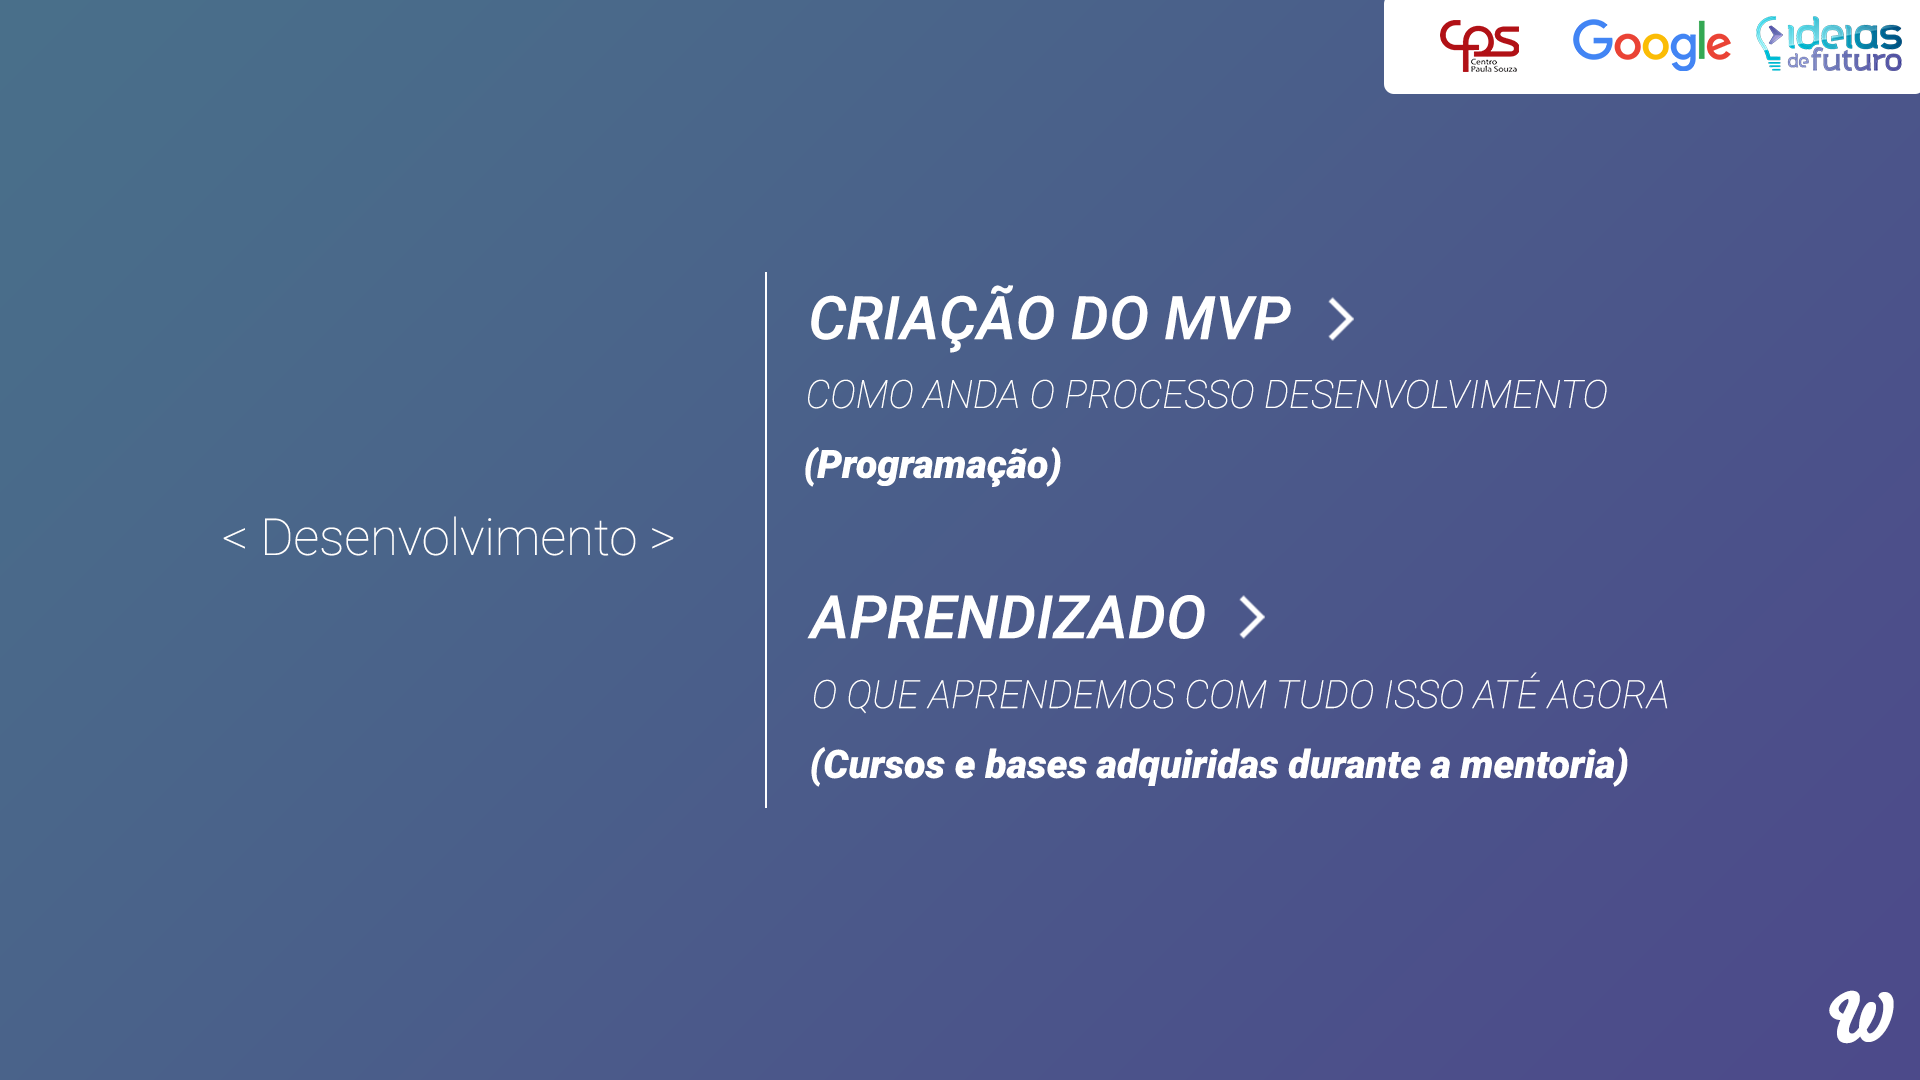 cps
Centro
Paula Souza
Google
ideias
de futuro
< Desenvolvimento >
CRIAÇÃO DO MVP >
COMO ANDA O PROCESSO DESENVOLVIMENTO
(Programação)
APRENDIZADO >
O QUE APRENDEMOS COM TUDO ISSO ATÉ AGORA
(Cursos e bases adquiridas durante a mentoria)
W